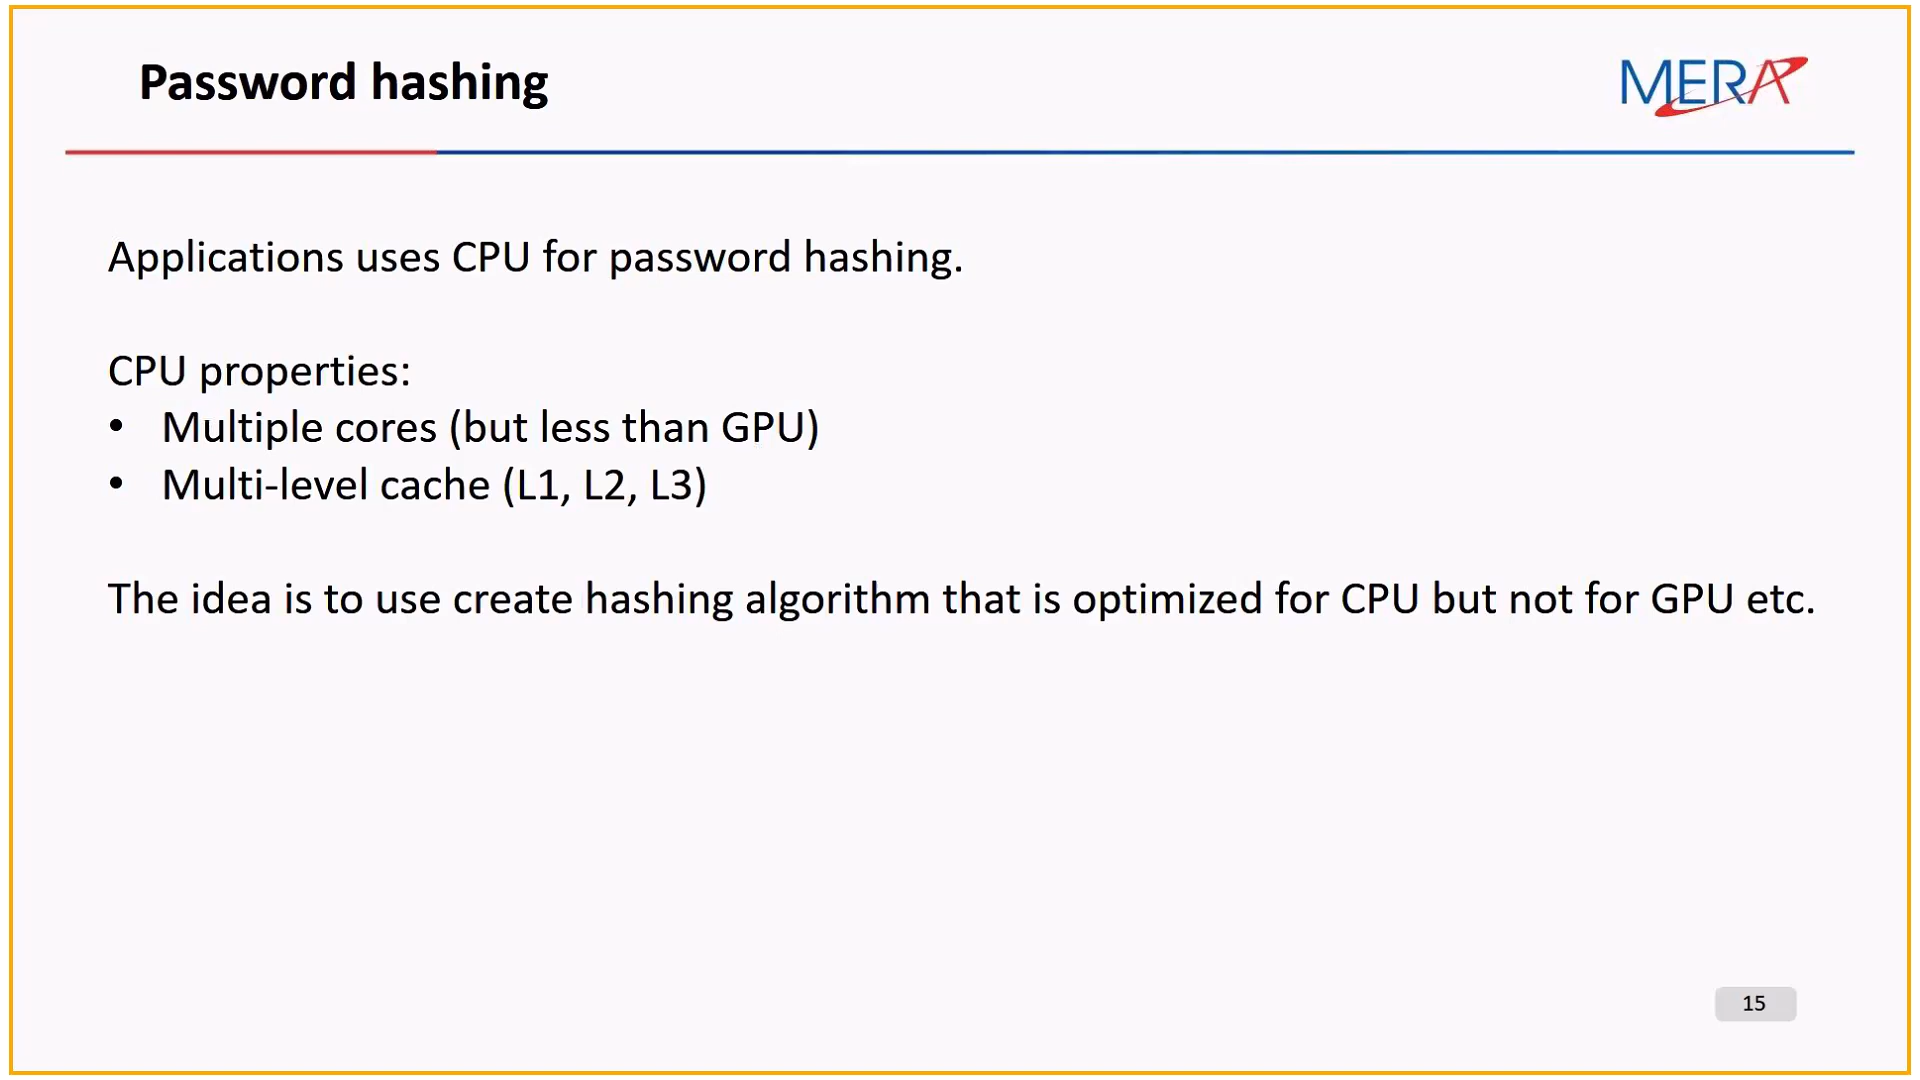 Password hashing
MERA
Applications uses CPU for password hashing.
CPU properties:
• Multiple cores (but less than GPU)
• Multi-level cache (L1, L2, L3)
The idea is to use create hashing algorithm that is optimized for CPU but not for GPU etc.
15